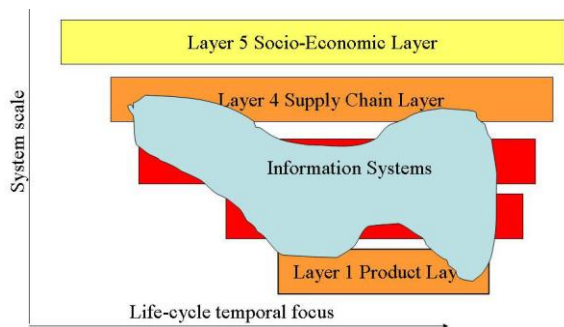 Layer 5 Socio-Economic Layer
Layer 4 Supply Chain Layer
Information Systems
Layer 1 Product Lay
System scale
Life-cycle temporal focus